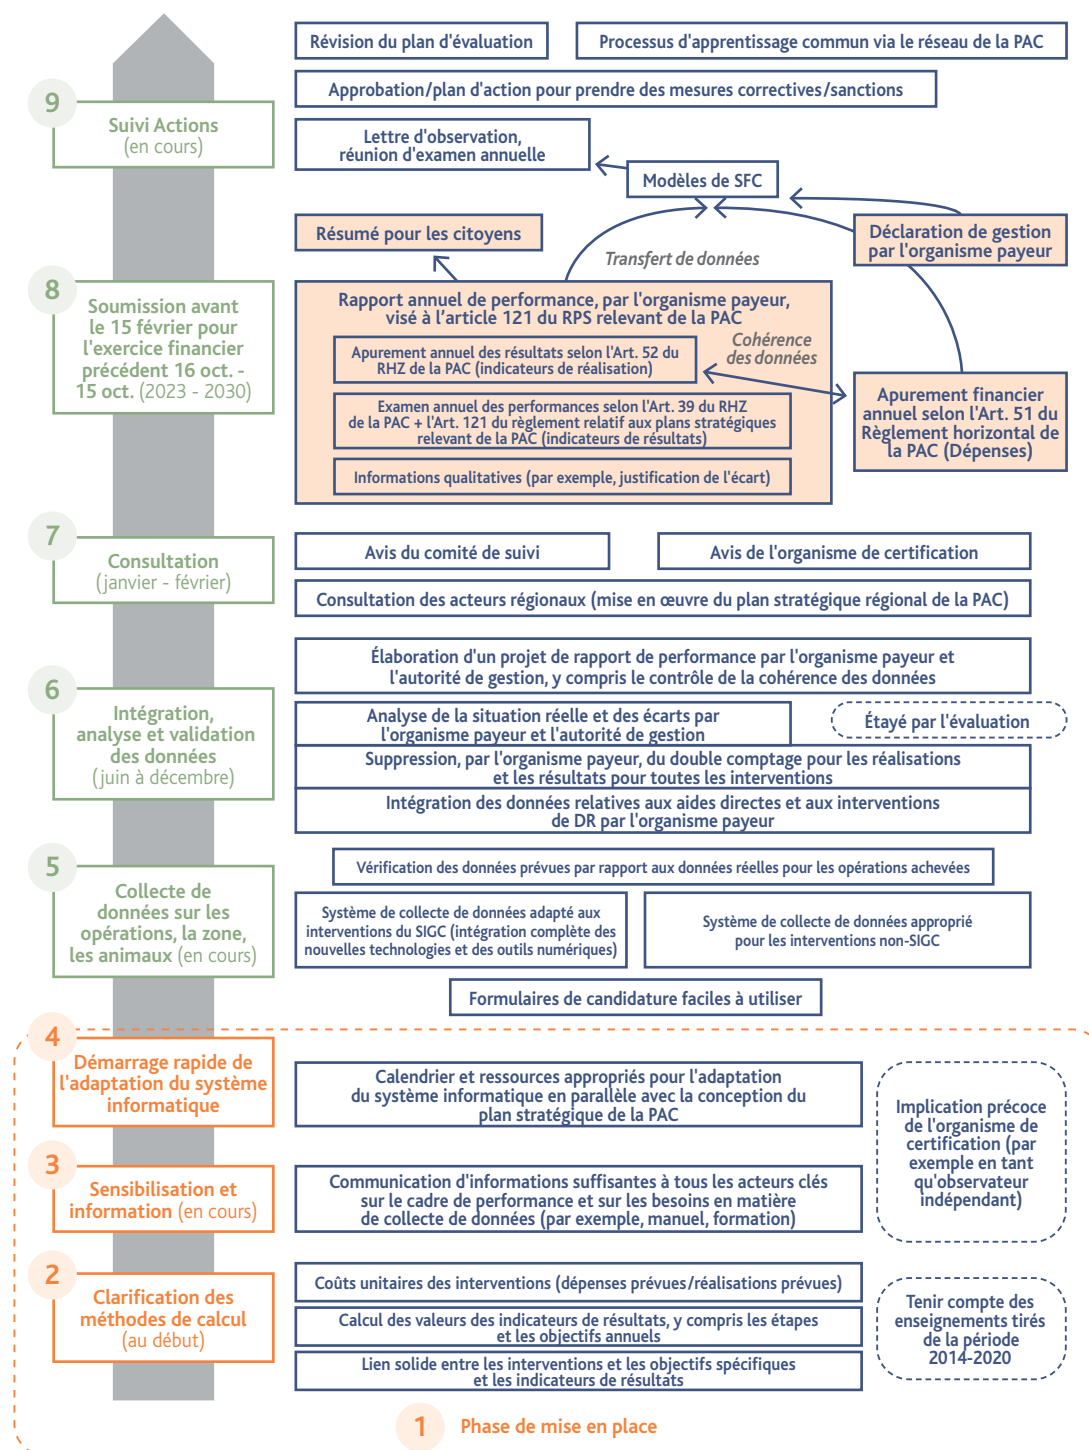 Révision du plan d'évaluation
Processus d'apprentissage commun via le réseau de la PAC
Approbation/plan d'action pour prendre des mesures correctives/sanctions
9
Suivi Actions
(en cours)
Lettre d'observation,
réunion d'examen annuelle
Modèles de SFC
Résumé pour les citoyens
Transfert de données
Déclaration de gestion
par l'organisme payeur
8
Soumission avant
le 15 février pour
l'exercice financier
précédent 16 oct. -
15 oct. (2023 - 2030)
Rapport annuel de performance, par l'organisme payeur,
visé à l'article 121 du RPS relevant de la PAC
Apurement annuel des résultats selon l'Art. 52 du
RHZ de la PAC (indicateurs de réalisation)
Cohérence
des données
Examen annuel des performances selon l'Art. 39 du RHZ
de la PAC + l'Art. 121 du règlement relatif aux plans stratégiques
relevant de la PAC (indicateurs de résultats)
Informations qualitatives (par exemple, justification de l'écart)
Apurement financier
annuel selon l'Art. 51 du
Règlement horizontal de
la PAC (Dépenses)
7
Consultation
(janvier - février)
Avis du comité de suivi
Avis de l'organisme de certification
Consultation des acteurs régionaux (mise en œuvre du plan stratégique régional de la PAC)
6
Intégration,
analyse et validation
des données
(juin à décembre)
Élaboration d'un projet de rapport de performance par l'organisme payeur et
l'autorité de gestion, y compris le contrôle de la cohérence des données
Analyse de la situation réelle et des écarts par
l'organisme payeur et l'autorité de gestion
Étayé par l'évaluation
Suppression, par l'organisme payeur, du double comptage pour les réalisations
et les résultats pour toutes les interventions
Intégration des données relatives aux aides directes et aux interventions
de DR par l'organisme payeur
5
Collecte de
données sur les
opérations, la zone,
les animaux (en cours)
Vérification des données prévues par rapport aux données réelles pour les opérations achevées
Système de collecte de données adapté aux
interventions du SIGC (intégration complète des
nouvelles technologies et des outils numériques)
Système de collecte de données approprié
pour les interventions non-SIGC
Formulaires de candidature faciles à utiliser
4
Démarrage rapide de
l'adaptation du système
informatique
Calendrier et ressources appropriés pour l'adaptation
du système informatique en parallèle avec la conception du
plan stratégique de la PAC
Implication précoce
de l'organisme de
certification (par
exemple en tant
qu'observateur
indépendant)
3
Sensibilisation et
information (en cours)
Communication d'informations suffisantes à tous les acteurs clés
sur le cadre de performance et sur les besoins en matière
de collecte de données (par exemple, manuel, formation)
2
Clarification des
méthodes de calcul
(au début)
Coûts unitaires des interventions (dépenses prévues/réalisations prévues)
Calcul des valeurs des indicateurs de résultats, y compris les étapes
et les objectifs annuels
Lien solide entre les interventions et les objectifs spécifiques
et les indicateurs de résultats
Tenir compte des
enseignements tirés
de la période
2014-2020
1
Phase de mise en place